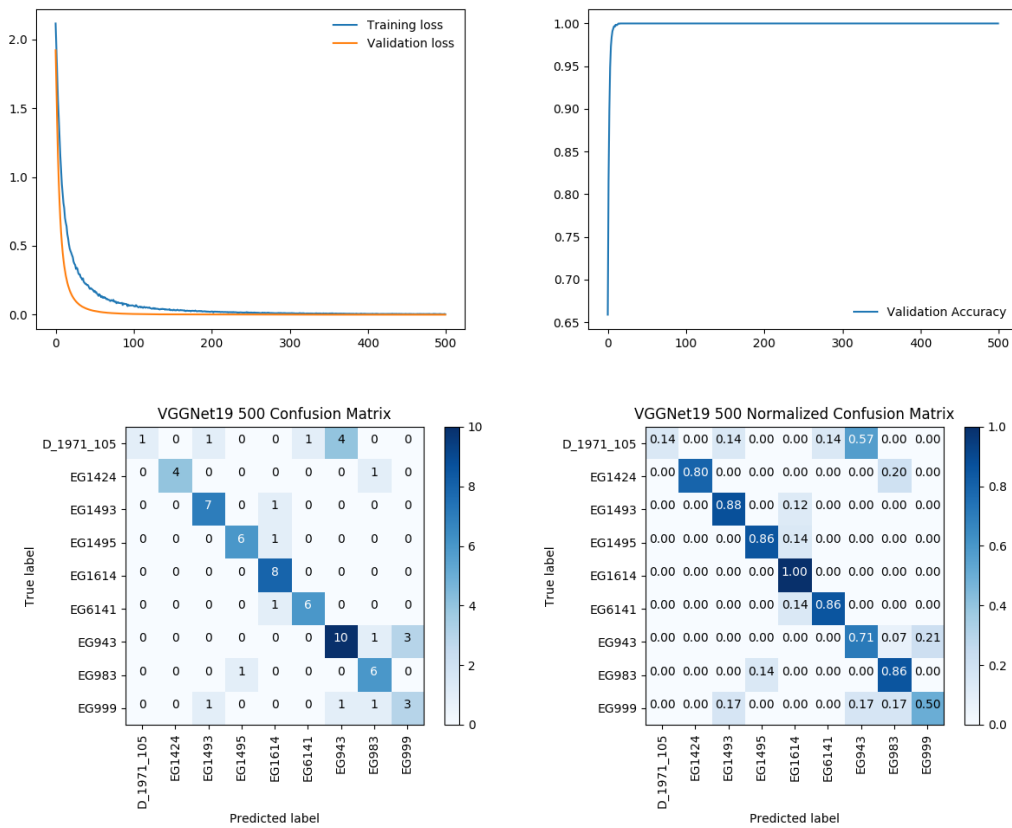 Training loss
Validation loss
2.0
1.5
1.0
0.5
0.0
0 100 200 300 400 500
1.00
0.95
0.90
0.85
0.80
0.75
0.70
0.65
Validation Accuracy
0 100 200 300 400 500
VGGNet19 500 Confusion Matrix
True label
D_1971_105 1 0 1 0 0 1 4 0 0
EG1424 0 4 0 0 0 0 0 1 0
EG1493 0 0 7 0 1 0 0 0 0
EG1495 0 0 0 6 1 0 0 0 0
EG1614 0 0 0 0 8 0 0 0 0
EG6141 0 0 0 0 1 6 0 0 0
EG943 0 0 0 0 0 0 10 1 3
EG983 0 0 0 1 0 0 0 6 0
EG999 0 0 1 0 0 0 1 1 3
D_1971_105 EG1424 EG1493 EG1495 EG1614 EG6141 EG943 EG983 EG999
Predicted label
10
8
6
4
2
0
VGGNet19 500 Normalized Confusion Matrix
True label
D_1971_105 0.14 0.00 0.14 0.00 0.00 0.14 0.57 0.00 0.00
EG1424 0.00 0.80 0.00 0.00 0.00 0.00 0.00 0.20 0.00
EG1493 0.00 0.00 0.88 0.00 0.12 0.00 0.00 0.00 0.00
EG1495 0.00 0.00 0.00 0.86 0.14 0.00 0.00 0.00 0.00
EG1614 0.00 0.00 0.00 0.00 1.00 0.00 0.00 0.00 0.00
EG6141 0.00 0.00 0.00 0.00 0.14 0.86 0.00 0.00 0.00
EG943 0.00 0.00 0.00 0.00 0.00 0.00 0.71 0.07 0.21
EG983 0.00 0.00 0.00 0.14 0.00 0.00 0.00 0.86 0.00
EG999 0.00 0.00 0.17 0.00 0.00 0.00 0.17 0.17 0.50
D_1971_105 EG1424 EG1493 EG1495 EG1614 EG6141 EG943 EG983 EG999
Predicted label
1.0
0.8
0.6
0.4
0.2
0.0